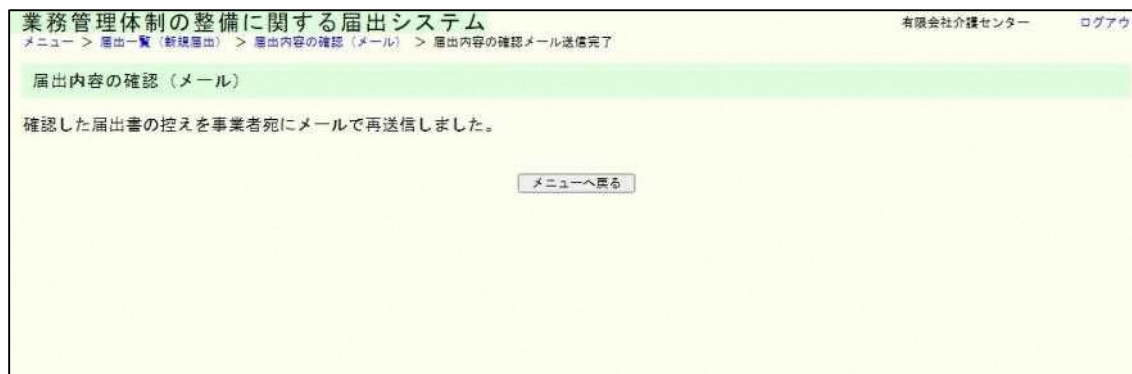 業務管理体制の整備に関する届出システム 有限会社介護センター ログアウ
メニュー > 届出一覧（新規届出） > 届出内容の確認（メール） > 届出内容の確認メール送信完了
届出内容の確認（メール）
確認した届出書の控えを事業者宛にメールで再送信しました。
メニューへ戻る